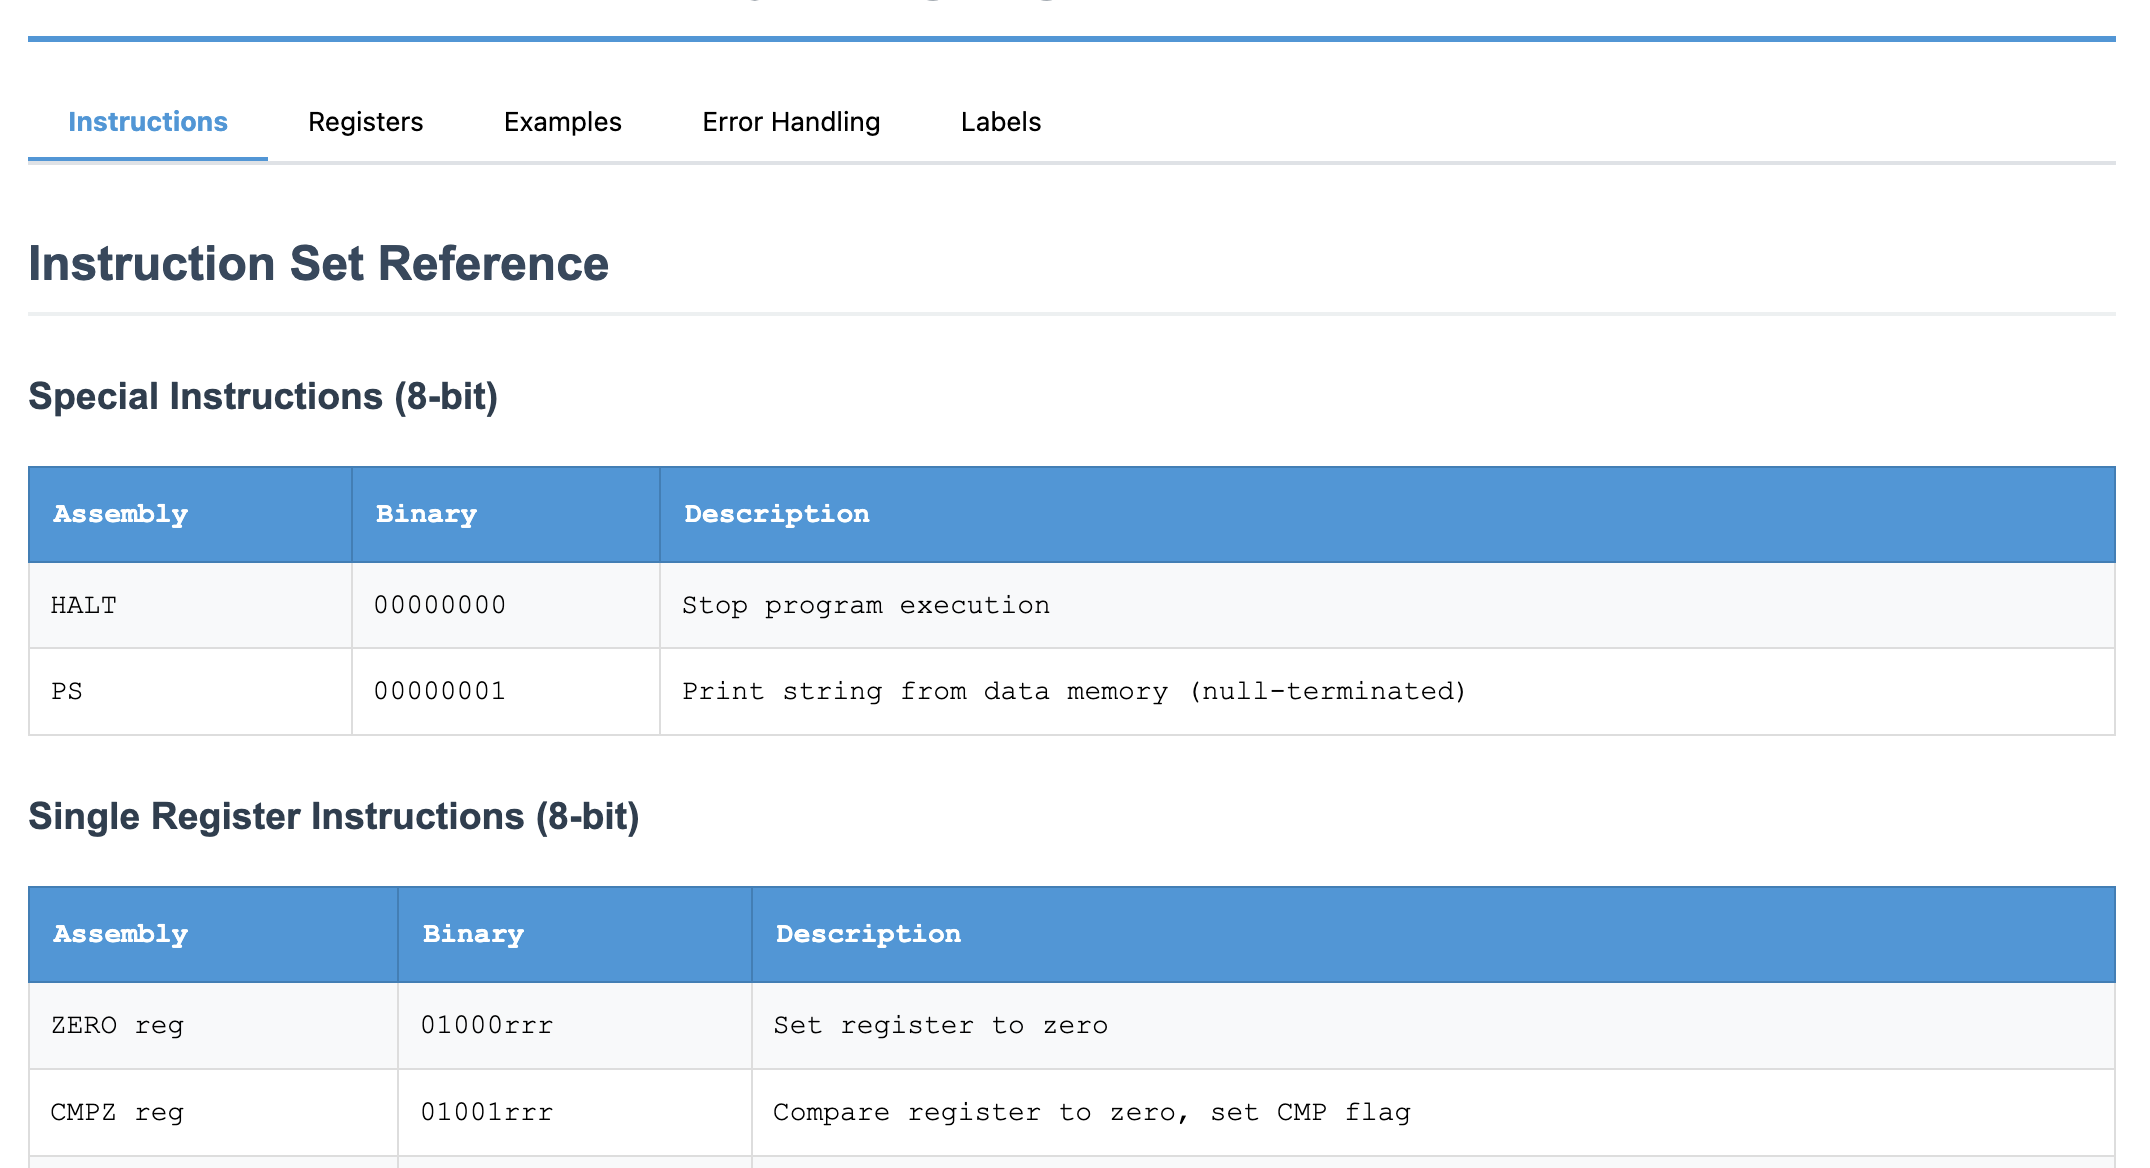 Instructions Registers Examples Error Handling Labels
Instruction Set Reference
Special Instructions (8-bit)
Assembly Binary Description
HALT 00000000 Stop program execution
PS 00000001 Print string from data memory (null-terminated)
Single Register Instructions (8-bit)
Assembly Binary Description
ZERO reg 01000rrr Set register to zero
CMPZ reg 01001rrr Compare register to zero, set CMP flag